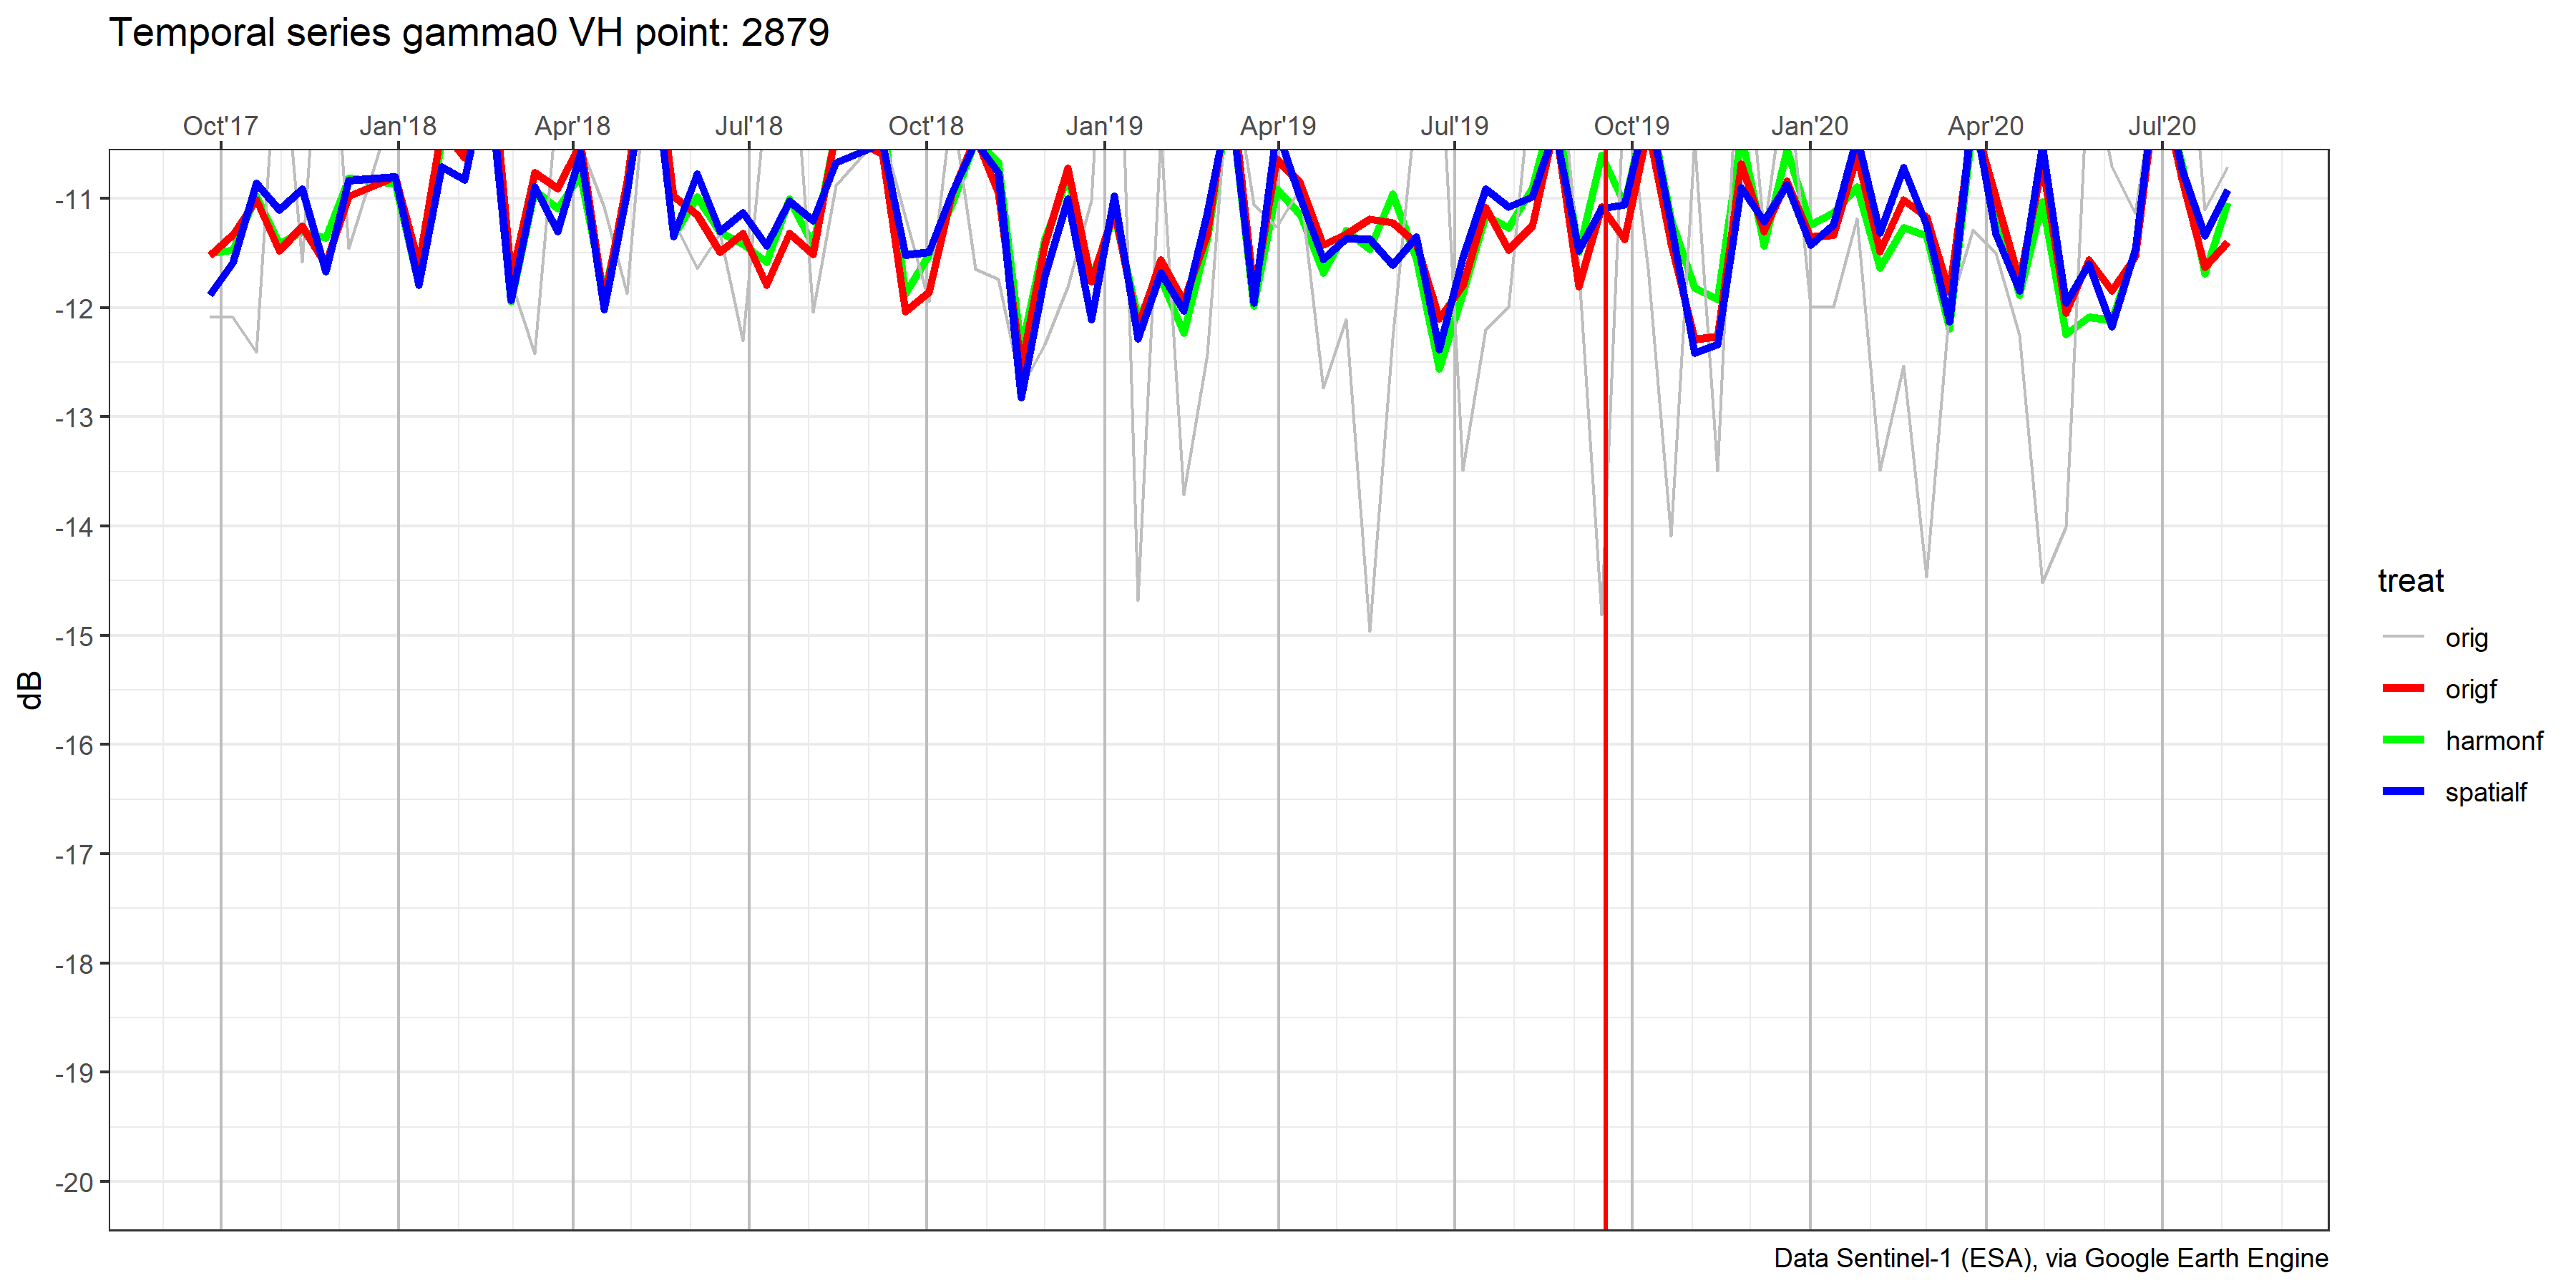 Temporal series gamma0 VH point: 2879
Oct'17 Jan'18 Apr'18 Jul'18 Oct'18 Jan'19 Apr'19 Jul'19 Oct'19 Jan'20 Apr'20 Jul'20
-11
-12
-13
-14
-15
-16
-17
-18
-19
-20
dB
treat
orig
origf
harmonf
spatialf
Data Sentinel-1 (ESA), via Google Earth Engine